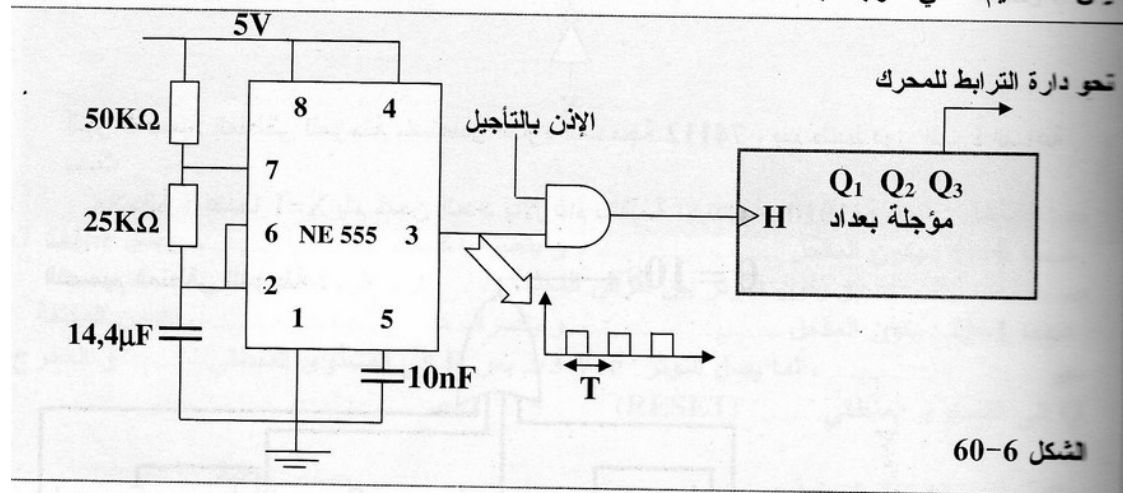 5V
نحو دارة الترابط للمحرك
50KΩ
8 4
الإذن بالتأجيل
7
25KΩ
6 NE 555 3
2
1 5
14,4µF
10nF
T
Q₁ Q₂ Q₃
H مؤجلة بعداد
الشكل 6-60